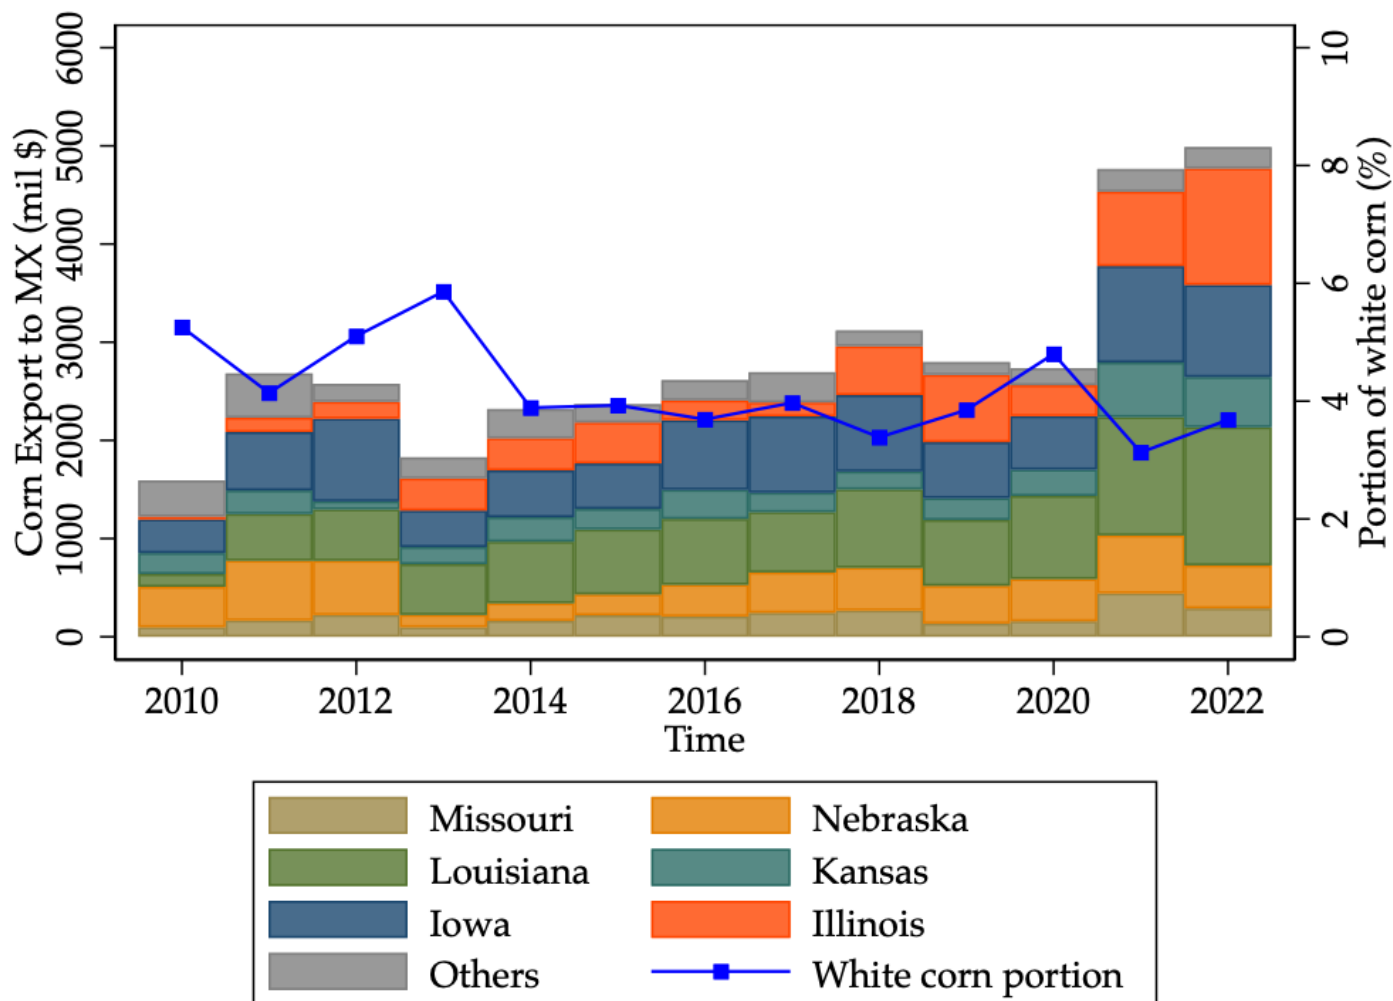 Corn Export to MX (mil $)
6000
5000
4000
3000
2000
1000
0
Portion of white corn (%)
10
8
6
4
2
0
2010 2012 2014 2016 2018 2020 2022
Time
Missouri Nebraska
Louisiana Kansas
Iowa Illinois
Others White corn portion